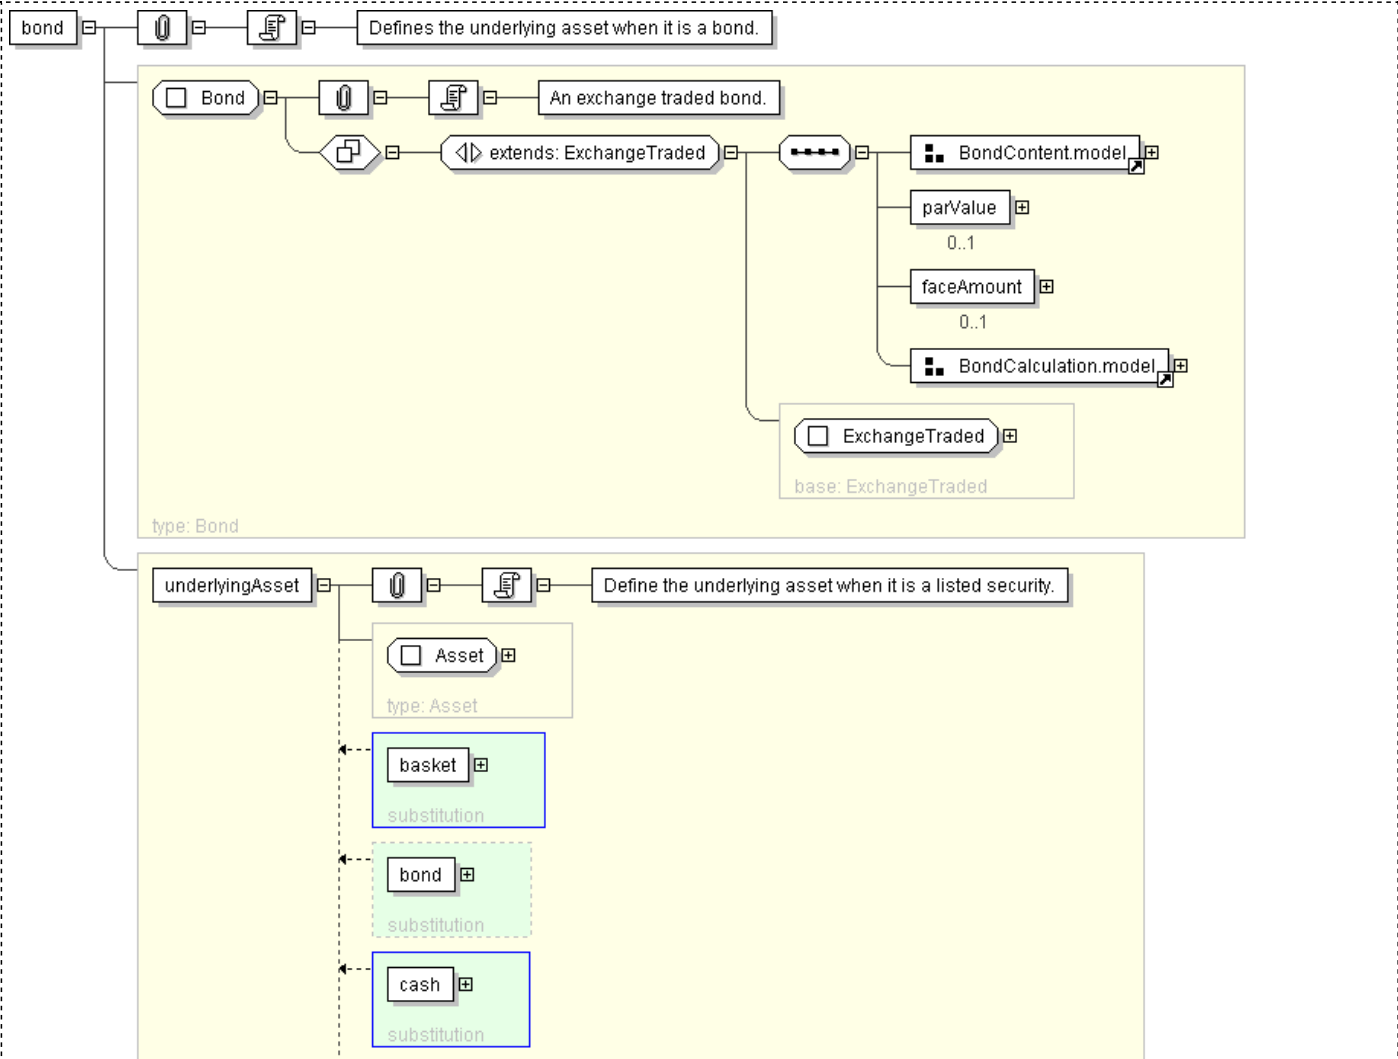 bond Defines the underlying asset when it is a bond.
Bond An exchange traded bond.
extends: ExchangeTraded BondContent.model
parValue
0..1
faceAmount
0..1
BondCalculation.model
ExchangeTraded
base: ExchangeTraded
type: Bond
underlyingAsset Define the underlying asset when it is a listed security.
Asset
type: Asset
basket
substitution
bond
substitution
cash
substitution